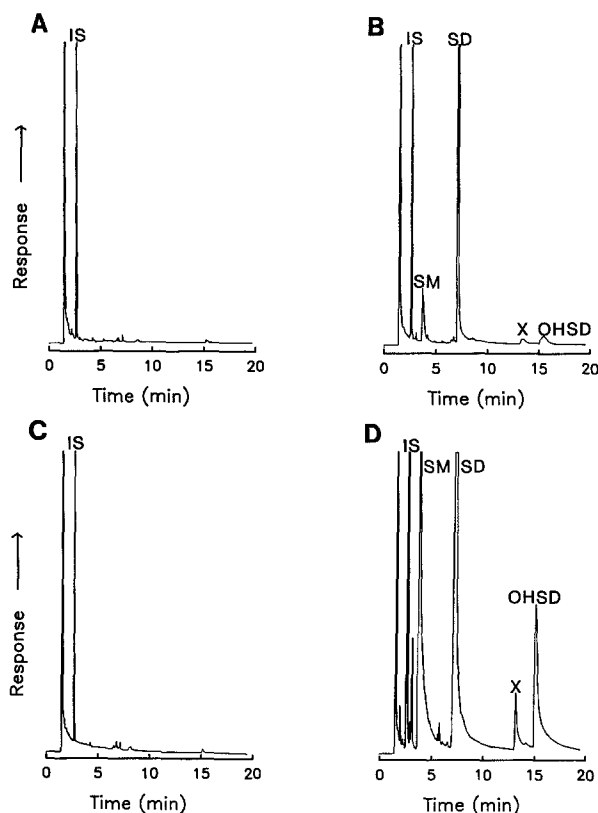 A
IS
Response
0 5 10 15 20
Time (min)
B
IS
SD
SM
X
OHSD
0 5 10 15 20
Time (min)
C
IS
Response
0 5 10 15 20
Time (min)
D
IS
SM
SD
OHSD
X
0 5 10 15 20
Time (min)